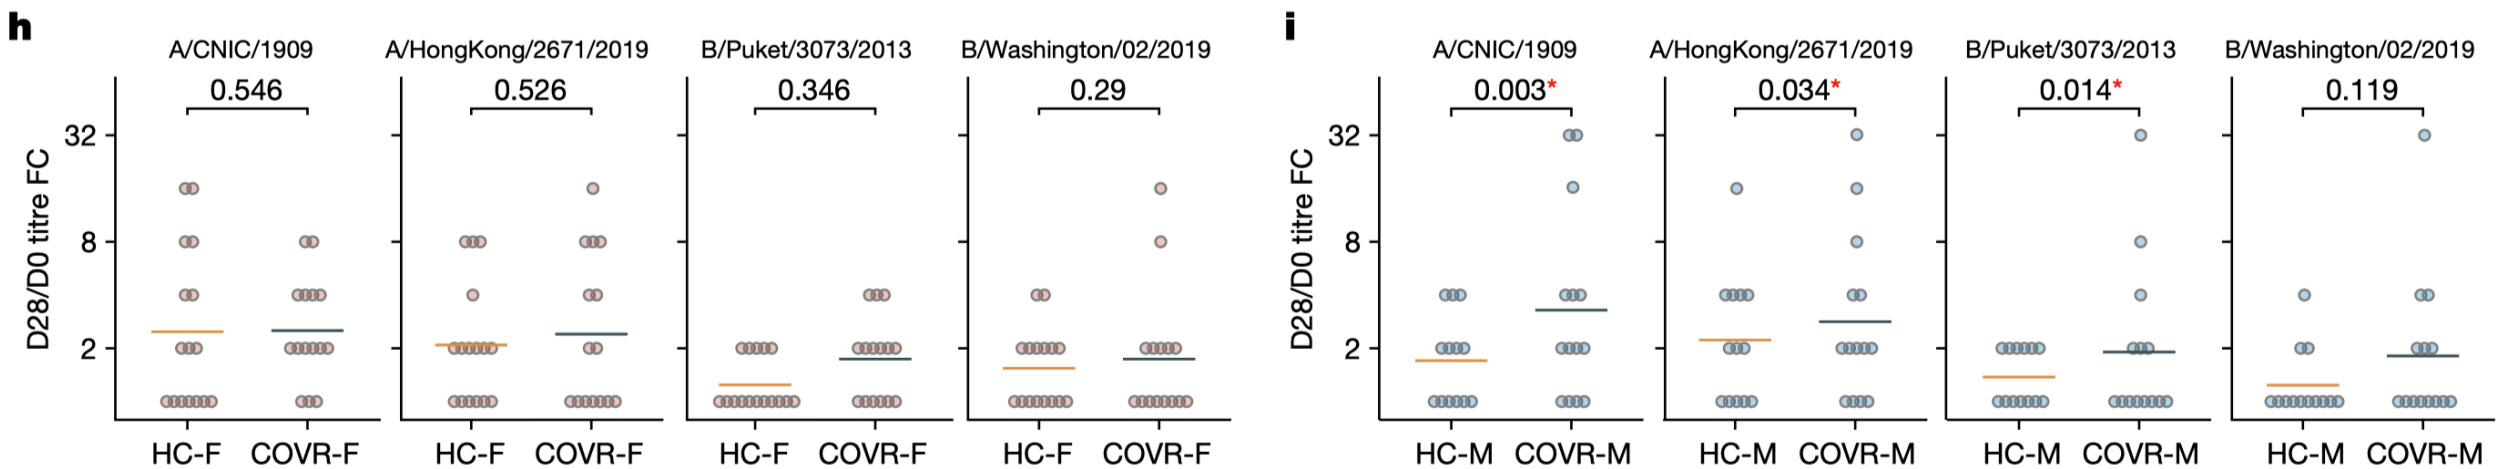 h
A/CNIC/1909 A/HongKong/2671/2019 B/Puket/3073/2013 B/Washington/02/2019
0.546 0.526 0.346 0.29
32
8
2
D28/D0 titre FC
HC-F COVR-F HC-F COVR-F HC-F COVR-F HC-F COVR-F
i
A/CNIC/1909 A/HongKong/2671/2019 B/Puket/3073/2013 B/Washington/02/2019
0.003* 0.034* 0.014* 0.119
32
8
2
D28/D0 titre FC
HC-M COVR-M HC-M COVR-M HC-M COVR-M HC-M COVR-M